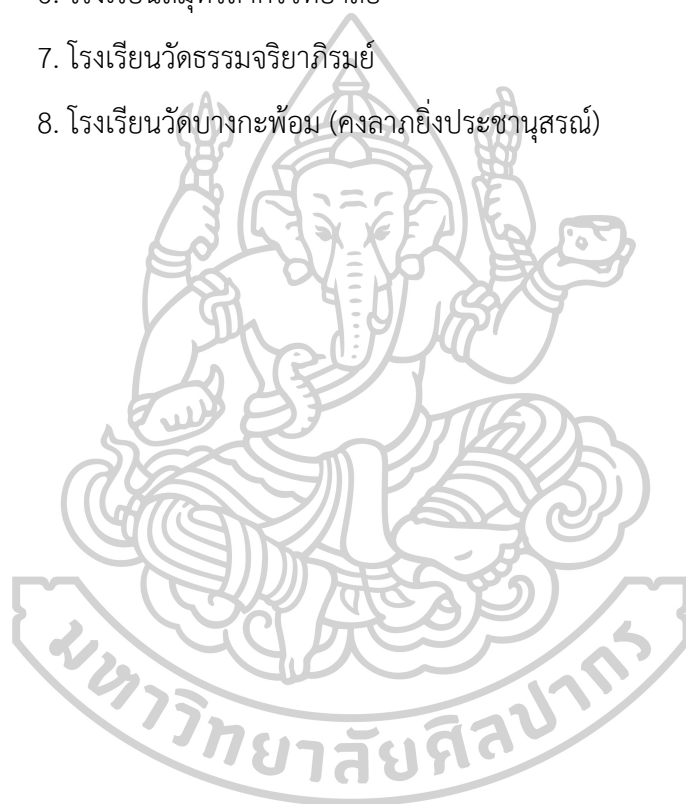 7. โรงเรียนวัดธรรมจริยาภิรมย์
8. โรงเรียนวัดบางกะพ้อม (คงลาภยิ่งประชานุสรณ์)
มหาวิทยาลัยศิลปากร